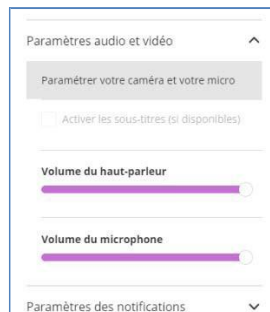 Paramètres audio et vidéo
Paramétrer votre caméra et votre micro
Activer les sous-titres (si disponibles)
Volume du haut-parleur
Volume du microphone
Paramètres des notifications